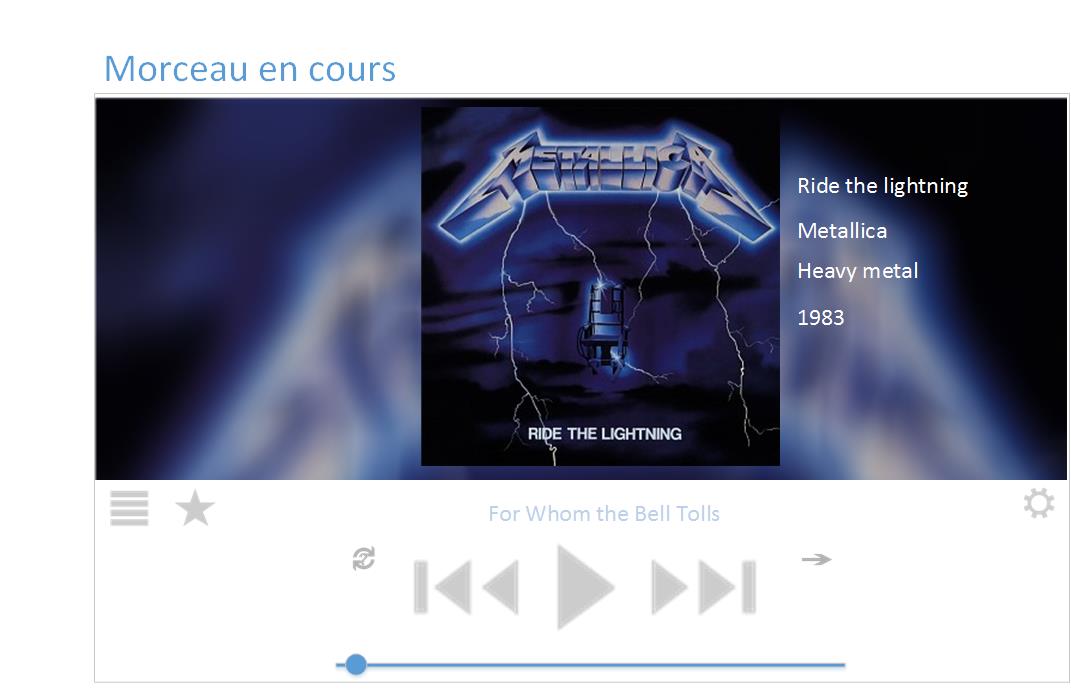 Morceau en cours
METALLICA
RIDE THE LIGHTNING
Ride the lightning
Metallica
Heavy metal
1983
For Whom the Bell Tolls